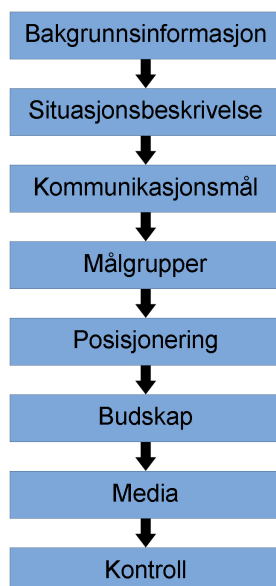 Bakgrunnsinformasjon
Situasjonsbeskrivelse
Kommunikasjonsmål
Målgrupper
Posisjonering
Budskap
Media
Kontroll